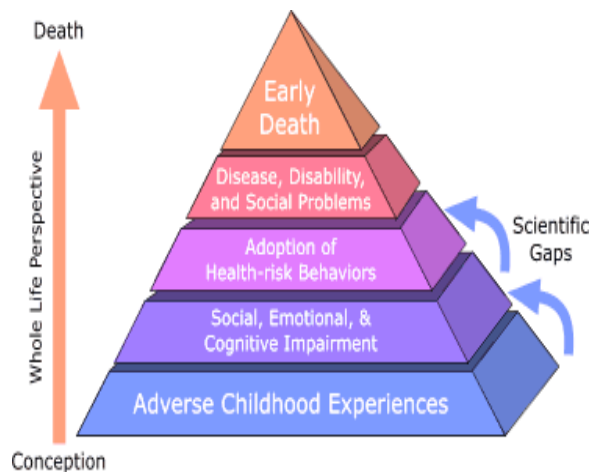 Death
Whole Life Perspective
Conception
Early
Death
Disease, Disability,
and Social Problems
Adoption of
Health-risk Behaviors
Social, Emotional, &
Cognitive Impairment
Adverse Childhood Experiences
Scientific
Gaps